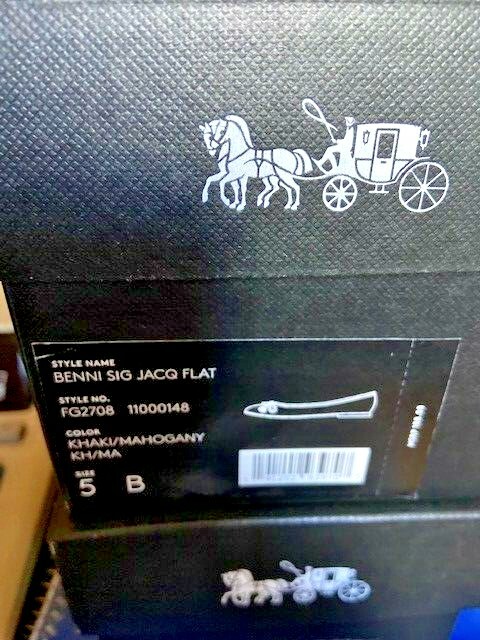 STYLE NAME
BENNI SIG JACQ FLAT
STYLE NO.
FG2708 11000148
COLOR
KHAKI/MAHOGANY
KH/MA
SIZE
5 B